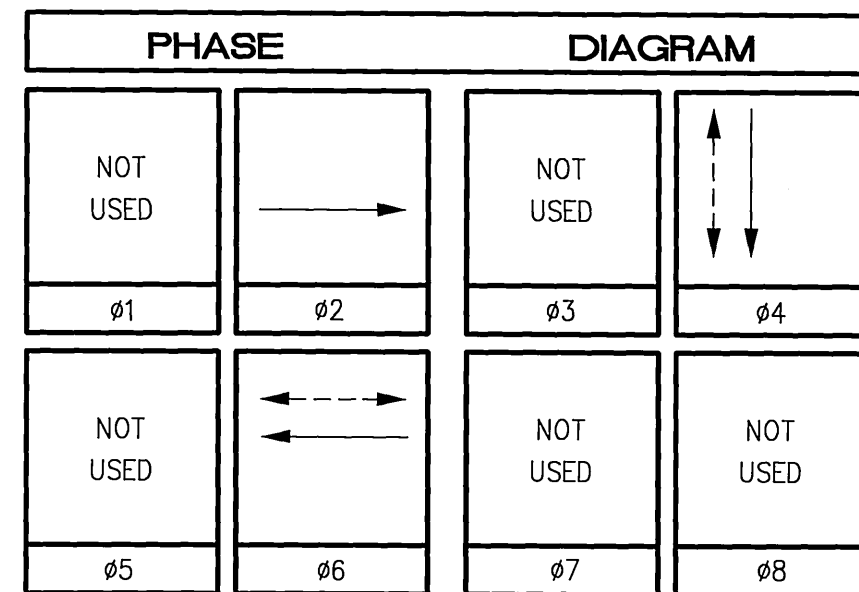 PHASE DIAGRAM
NOT
USED
ø1
ø2
NOT
USED
ø3
ø4
NOT
USED
ø5
ø6
NOT
USED
ø7
NOT
USED
ø8